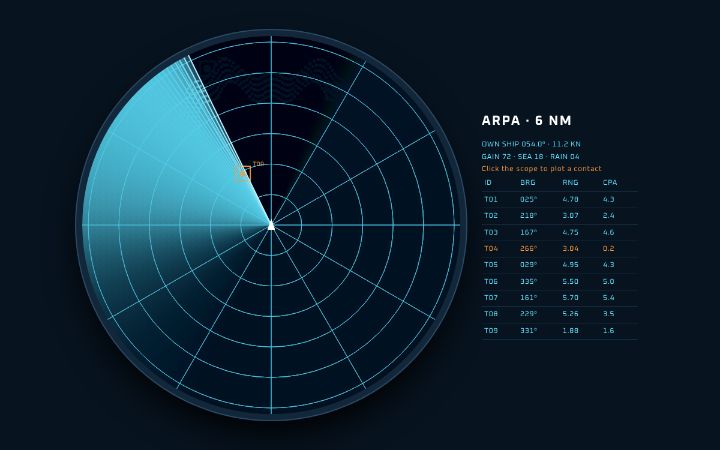 T09
ARPA · 6 NM
OWN SHIP 054.0° · 11.2 KN
GAIN 72 · SEA 18 · RAIN 04
Click the scope to plot a contact
ID BRG RNG CPA
T01 025° 4.70 4.3
T02 218° 3.07 2.4
T03 167° 4.75 4.6
T04 266° 3.04 0.2
T05 029° 4.95 4.3
T06 335° 5.50 5.0
T07 161° 5.70 5.4
T08 229° 5.26 3.5
T09 331° 1.88 1.6